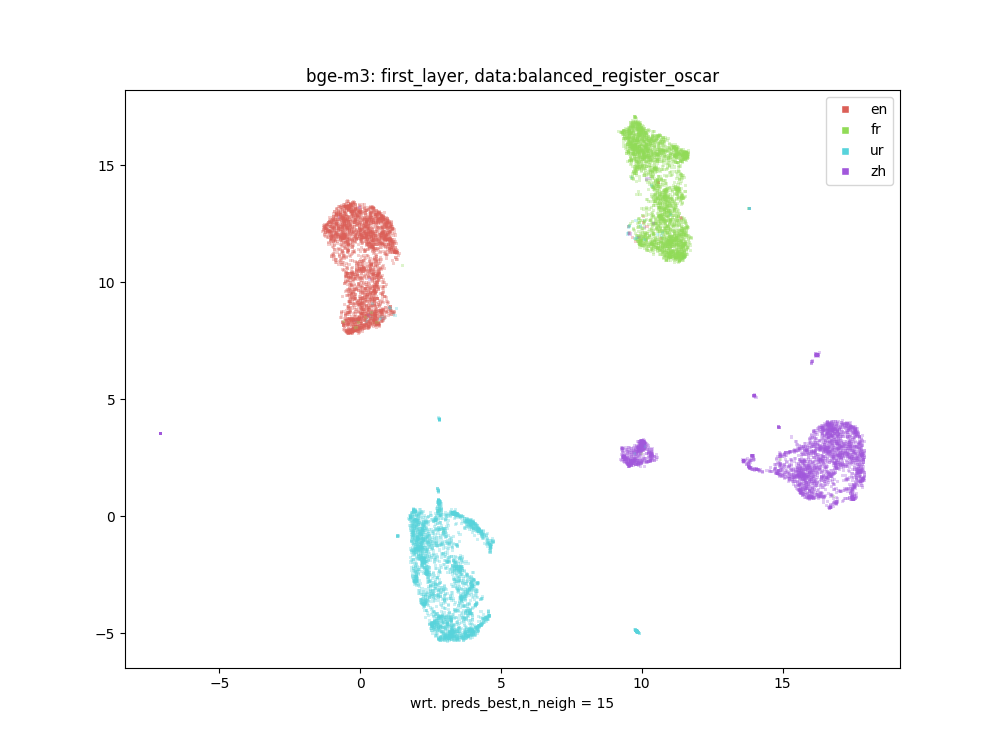 bge-m3: first_layer, data:balanced_register_oscar
en
fr
ur
zh
15
10
5
0
−5
−5
0
5
10
15
wrt. preds_best,n_neigh = 15